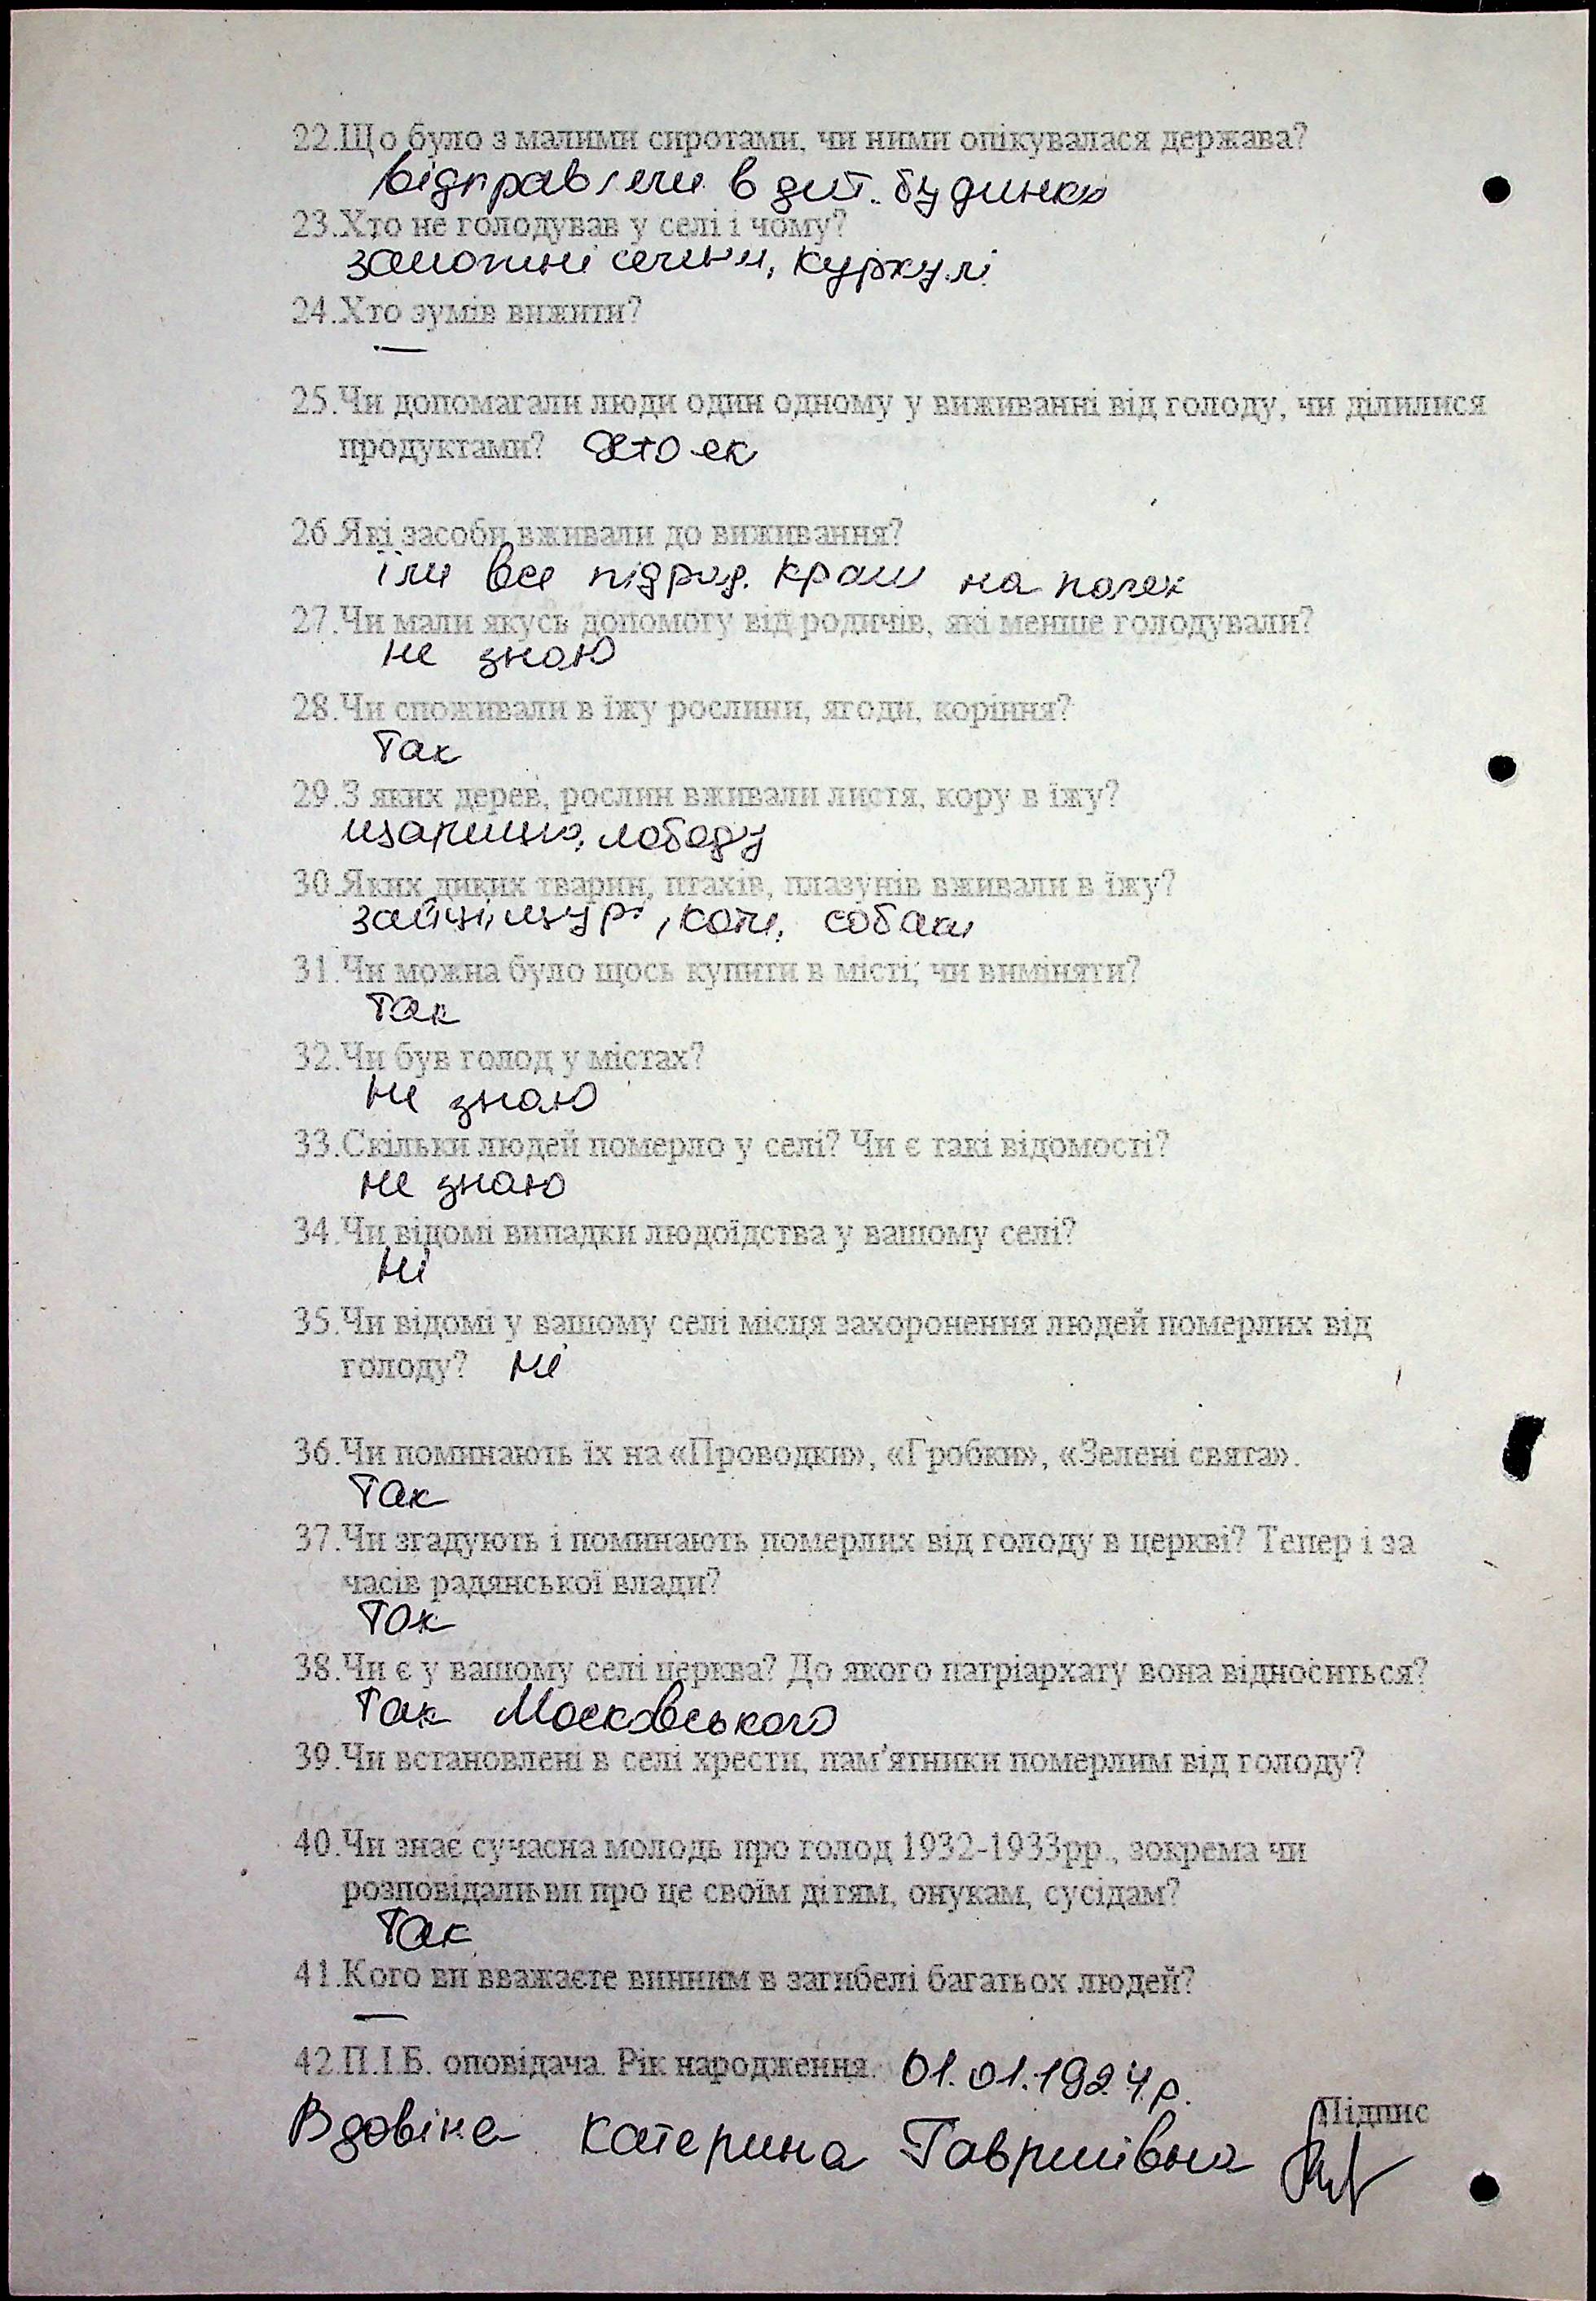 22.Що було з малими сиротами, чи ними опікувалася держава?
відправляли в дит. будинки
23.Хто не голодував у селі і чому?
заможні сем'ьи, куркулі
24.Хто зумів вижити?
—
25.Чи допомагали люди один одному у виживанні від голоду, чи ділилися
продуктами? Хто як
26.Які засоби вживали до виживання?
їли все підряд. крали на полях
27.Чи мали якусь допомогу від родичів, які менше голодували?
не знаю
28.Чи споживали в їжу рослини, ягоди, коріння?
Так
29.З яких дерев, рослин вживали листя, кору в їжу?
лободу
30.Яких диких тварин, птахів, плазунів вживали в їжу?
зайці, щурі, коти, собаки
31.Чи можна було щось купити в місті, чи виміняти?
Так
32.Чи був голод у містах?
Не знаю
33.Скільки людей померло у селі? Чи є такі відомості?
не знаю
34.Чи відомі випадки людоїдства у вашому селі?
Ні
35.Чи відомі у вашому селі місця захоронення людей померлих від
голоду? Ні
36.Чи поминають їх на «Проводки», «Гробки», «Зелені свята».
Так
37.Чи згадують і поминають померлих від голоду в церкві? Тепер і за
часів радянської влади?
Так
38.Чи є у вашому селі церква? До якого патріархату вона відноситься?
Так Московського
39.Чи встановлені в селі хрести, пам'ятники померлим від голоду?
40.Чи знає сучасна молодь про голод 1932-1933рр., зокрема чи
розповідали ви про це своїм дітям, онукам, сусідам?
Так
41.Кого ви вважаєте винним в загибелі багатьох людей?
—
42.П.І.Б. оповідача. Рік народження. 01.01.1924р.
Підпис
Вдовіна Катерина Гаврилівна